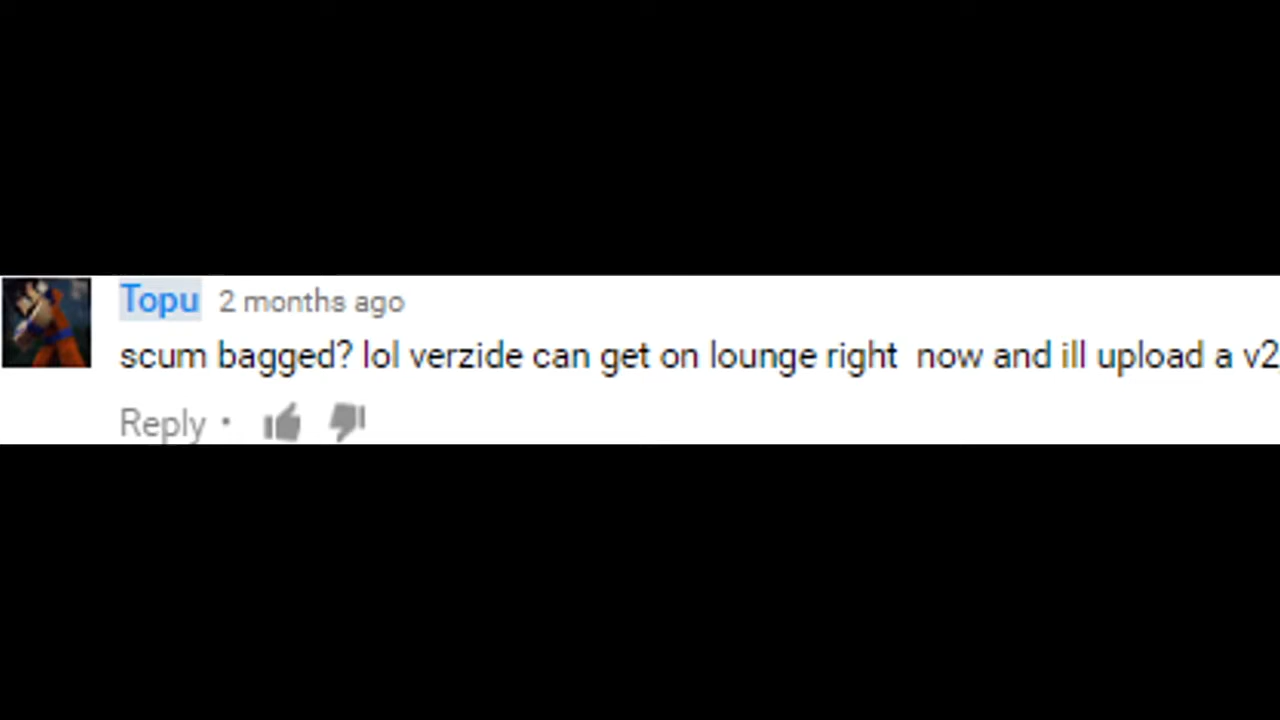 Topu 2 months ago
scum bagged? lol verzide can get on lounge right  now and ill upload a v2
Reply •